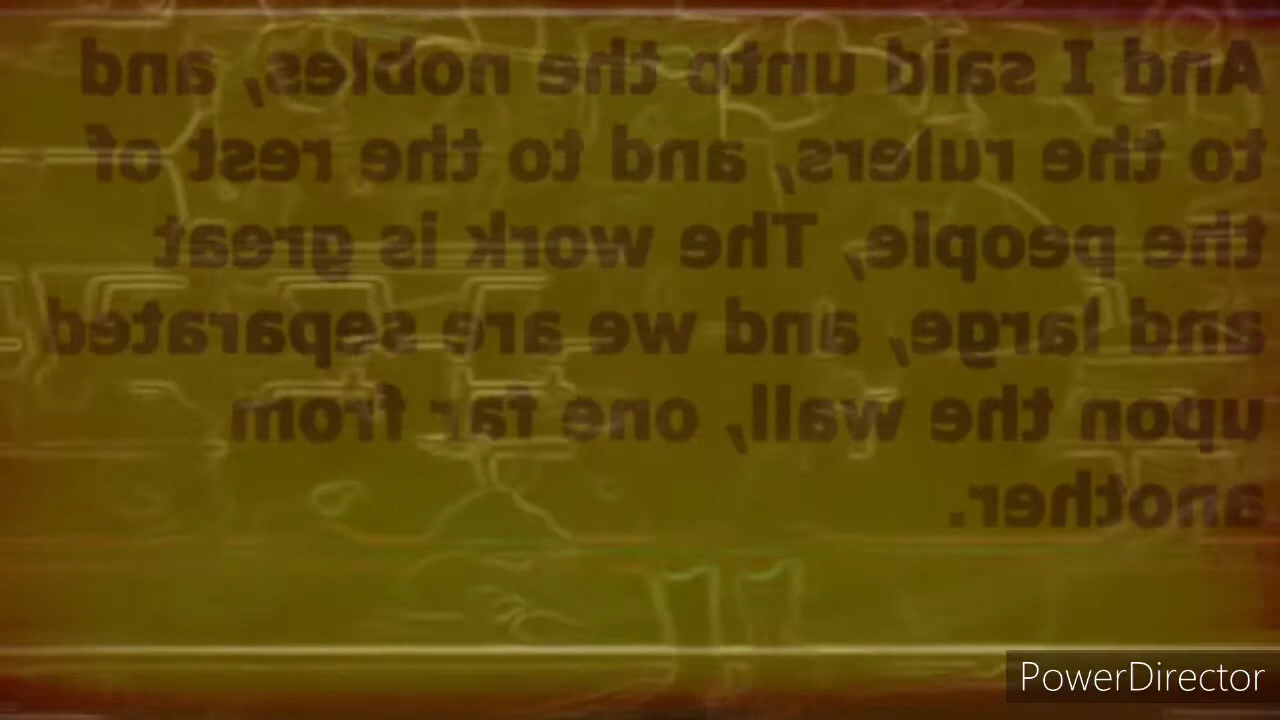 And I said unto the nobles, and
to the rulers, and to the rest of
the people, The work is great
and large, and we are separated
upon the wall, one far from
another.
PowerDirector